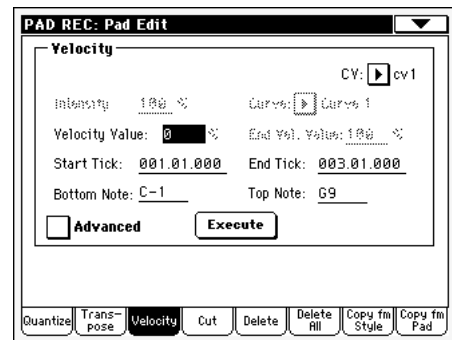 PAD REC: Pad Edit
Velocity
CV: cv1
Intensity 100 % Curve: Curve 1
Velocity Value: 0 % End Vel. Value: 100 %
Start Tick: 001.01.000 End Tick: 003.01.000
Bottom Note: C-1 Top Note: G9
Advanced Execute
Quantize Trans-pose Velocity Cut Delete Delete All Copy fm Style Copy fm Pad